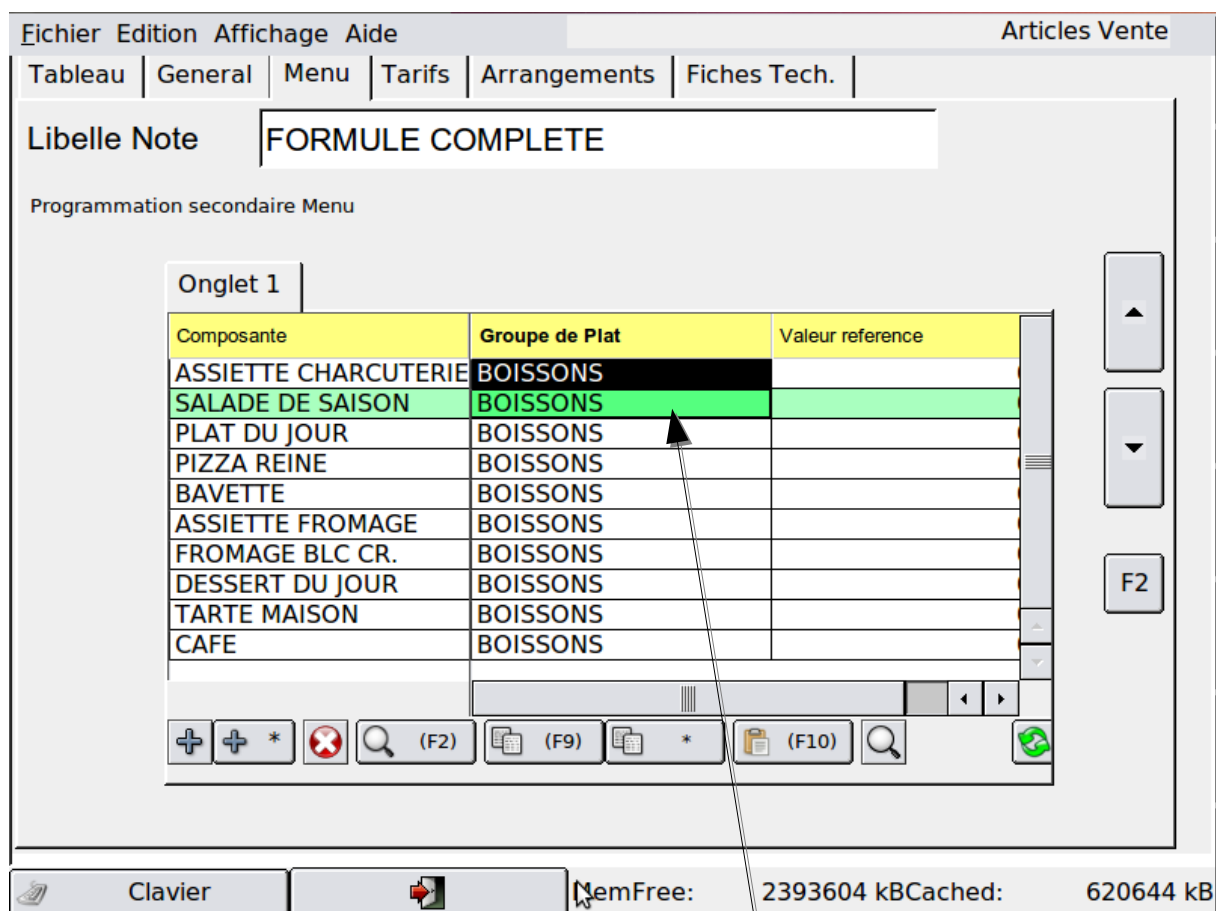 Fichier Edition Affichage Aide Articles Vente
Tableau General Menu Tarifs Arrangements Fiches Tech.
Libelle Note FORMULE COMPLETE
Programmation secondaire Menu
Onglet 1
Composante Groupe de Plat Valeur reference
ASSIETTE CHARCUTERIE BOISSONS
SALADE DE SAISON BOISSONS
PLAT DU JOUR BOISSONS
PIZZA REINE BOISSONS
BAVETTE BOISSONS
ASSIETTE FROMAGE BOISSONS
FROMAGE BLC CR. BOISSONS
DESSERT DU JOUR BOISSONS F2
TARTE MAISON BOISSONS
CAFE BOISSONS
* (F2) (F9) * (F10)
Clavier MemFree: 2393604 kBCached: 620644 kB